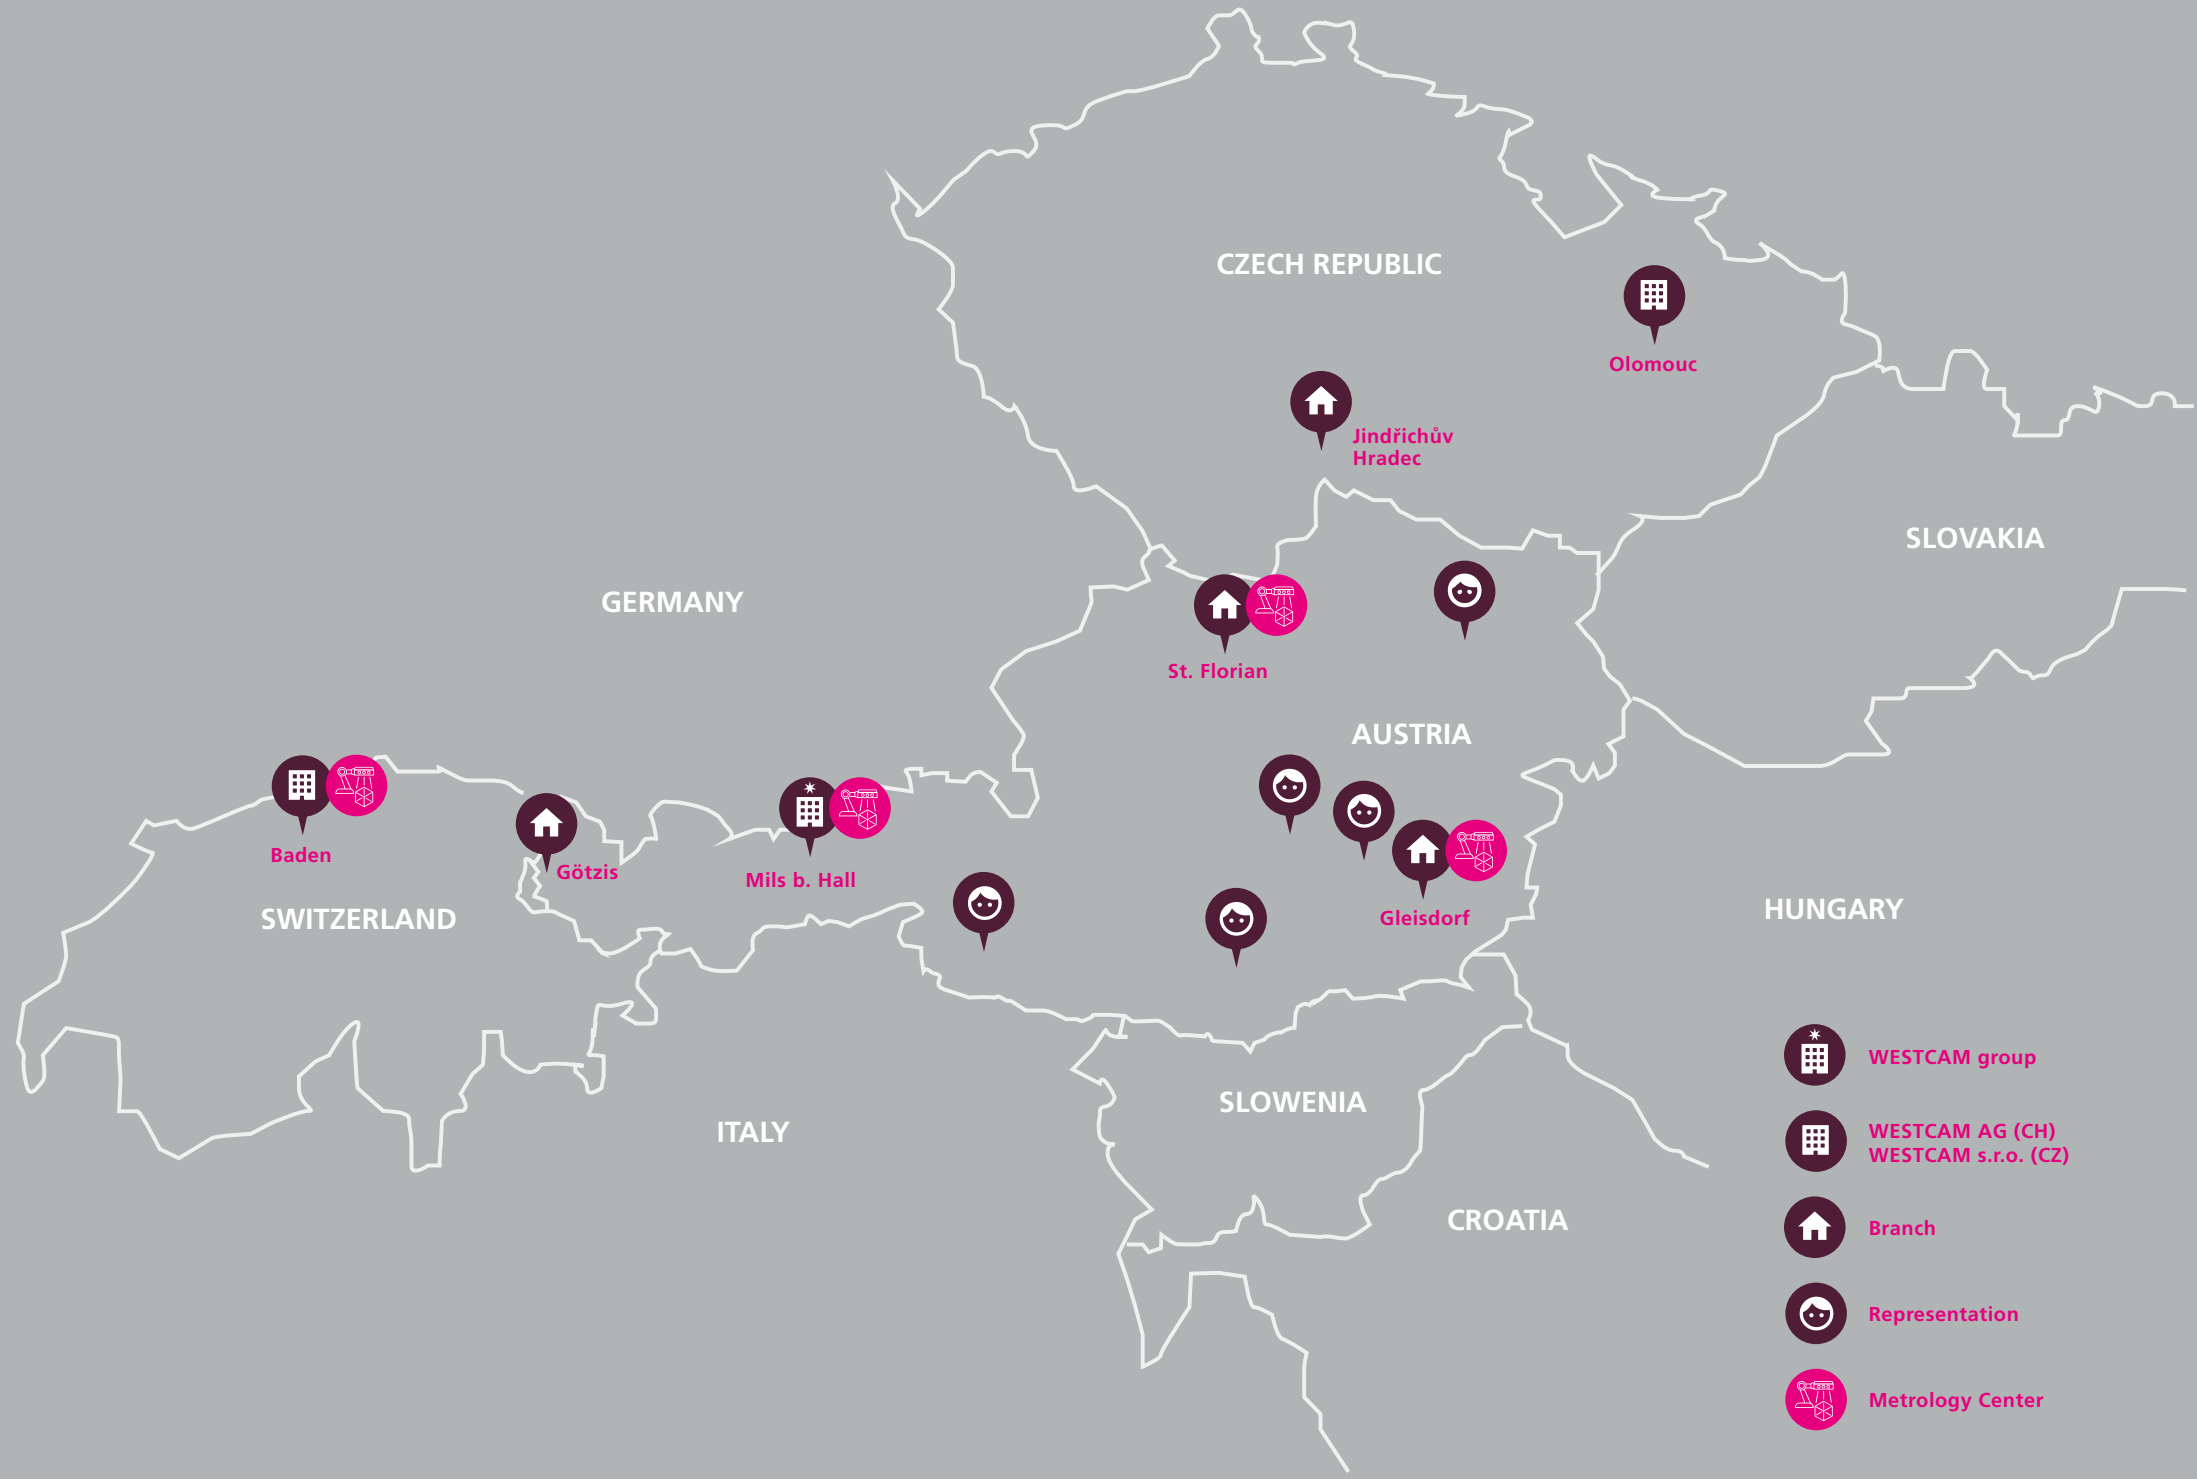 CZECH REPUBLIC
Olomouc
Jindřichův
Hradec
SLOVAKIA
GERMANY
St. Florian
AUSTRIA
Baden
Götzis
Mils b. Hall
SWITZERLAND
Gleisdorf
HUNGARY
ITALY
SLOWENIA
CROATIA
WESTCAM group
WESTCAM AG (CH)
WESTCAM s.r.o. (CZ)
Branch
Representation
Metrology Center